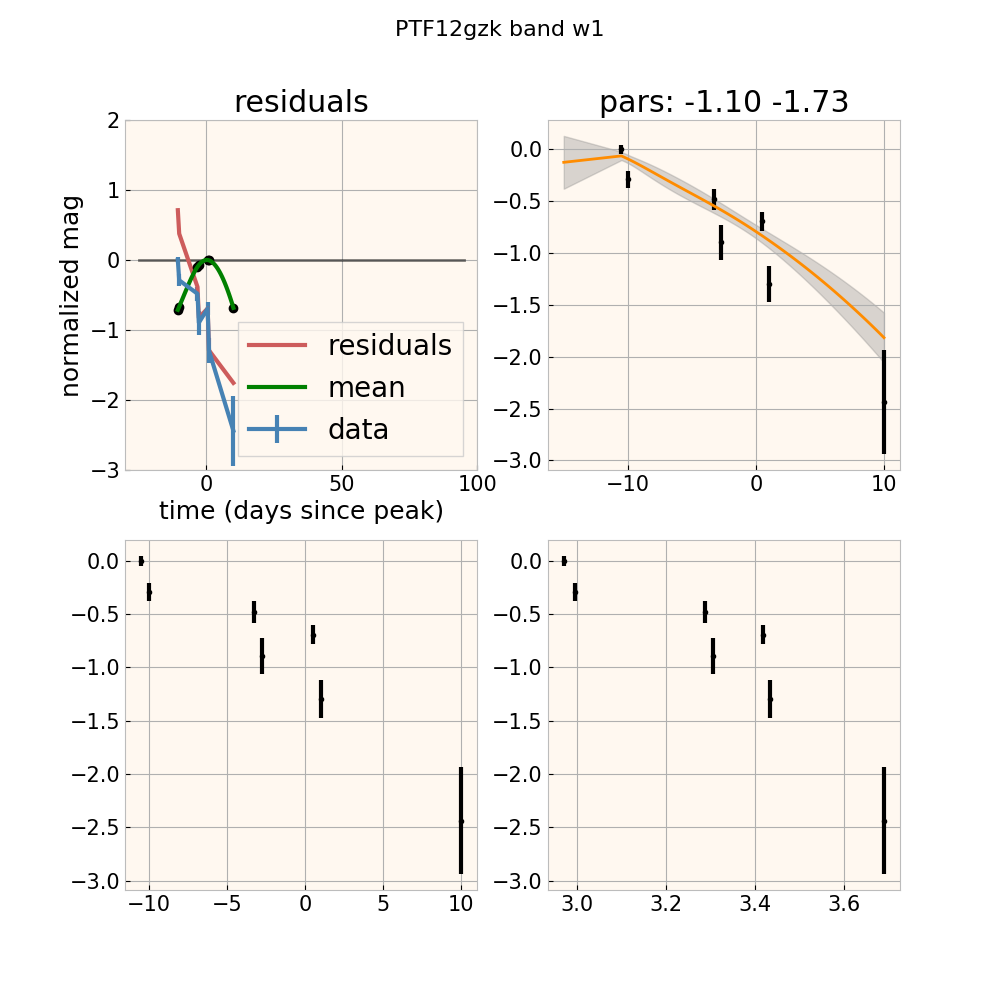 PTF12gzk band w1
residuals
pars: -1.10 -1.73
normalized mag
2
1
0
−1
−2
−3
0 50 100
time (days since peak)
residuals
mean
data
0.0
−0.5
−1.0
−1.5
−2.0
−2.5
−3.0
−10 0 10
0.0
−0.5
−1.0
−1.5
−2.0
−2.5
−3.0
−10 −5 0 5 10
0.0
−0.5
−1.0
−1.5
−2.0
−2.5
−3.0
3.0 3.2 3.4 3.6